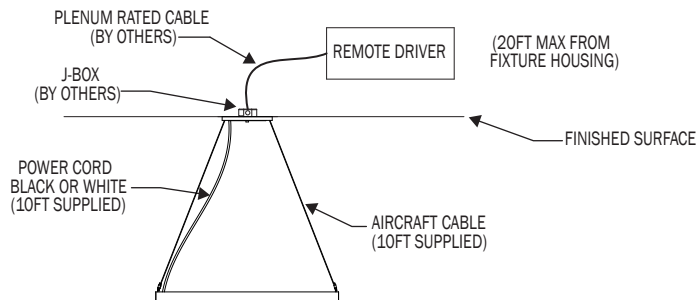 PLENUM RATED CABLE
(BY OTHERS)
REMOTE DRIVER
(20FT MAX FROM
FIXTURE HOUSING)
J-BOX
(BY OTHERS)
FINISHED SURFACE
POWER CORD
BLACK OR WHITE
(10FT SUPPLIED)
AIRCRAFT CABLE
(10FT SUPPLIED)